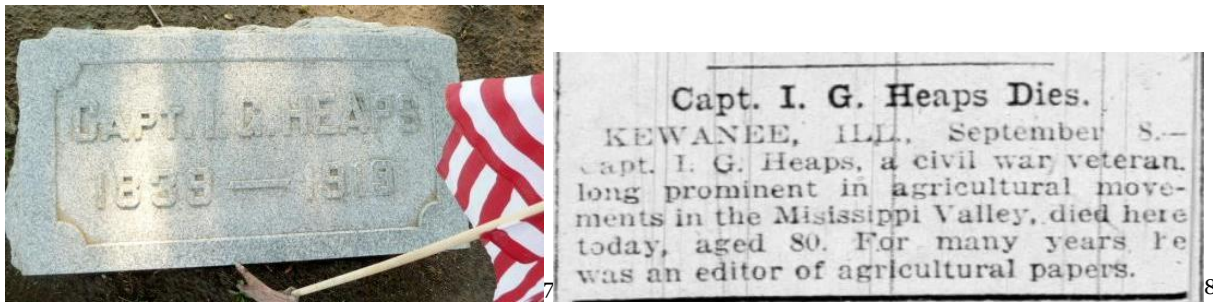 CAPT. I. G. HEAPS
1839 — 1919
7
Capt. I. G. Heaps Dies.
KEWANEE, ILL., September 8.—
Capt. I. G. Heaps, a civil war veteran,
long prominent in agricultural move-
ments in the Misissippi Valley, died here
today, aged 80. For many years he
was an editor of agricultural papers.
8